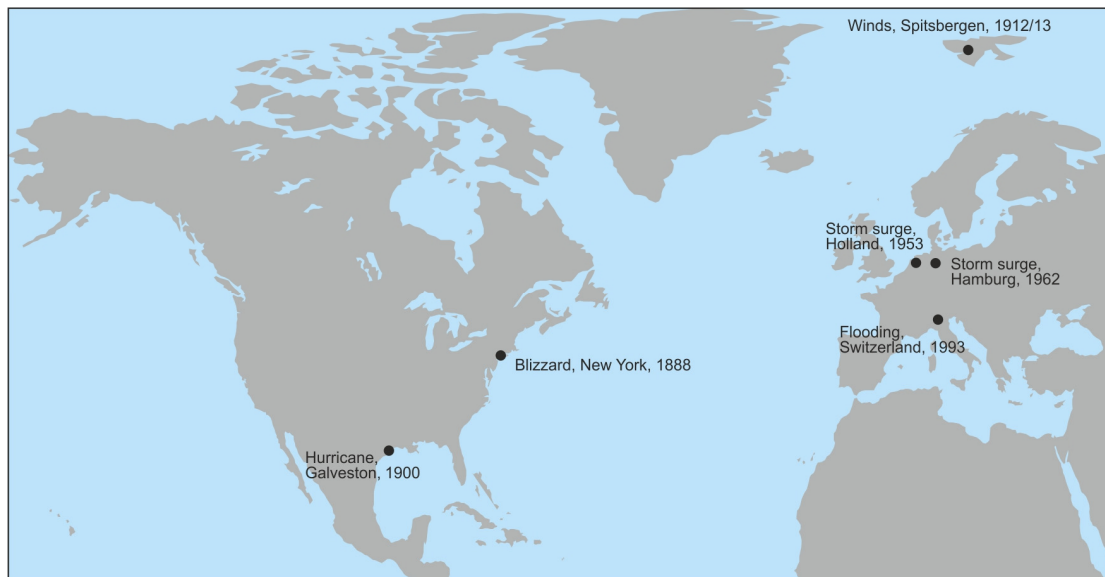 Winds, Spitsbergen, 1912/13
Storm surge,
Holland, 1953
Storm surge,
Hamburg, 1962
Flooding,
Switzerland, 1993
Blizzard, New York, 1888
Hurricane,
Galveston, 1900